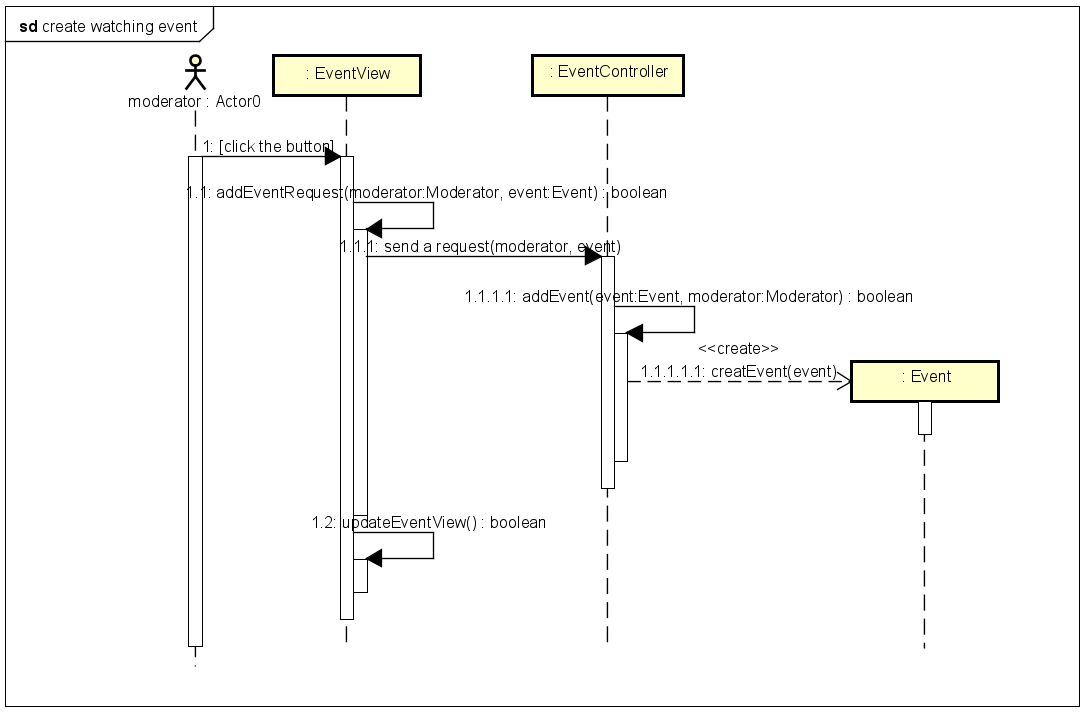 sd create watching event
moderator : Actor0
: EventView
: EventController
1: [click the button]
1.1: addEventRequest(moderator:Moderator, event:Event) : boolean
1.1.1: send a request(moderator, event)
1.1.1.1: addEvent(event:Event, moderator:Moderator) : boolean
<<create>>
1.1.1.1.1: creatEvent(event)
: Event
1.2: updateEventView() : boolean